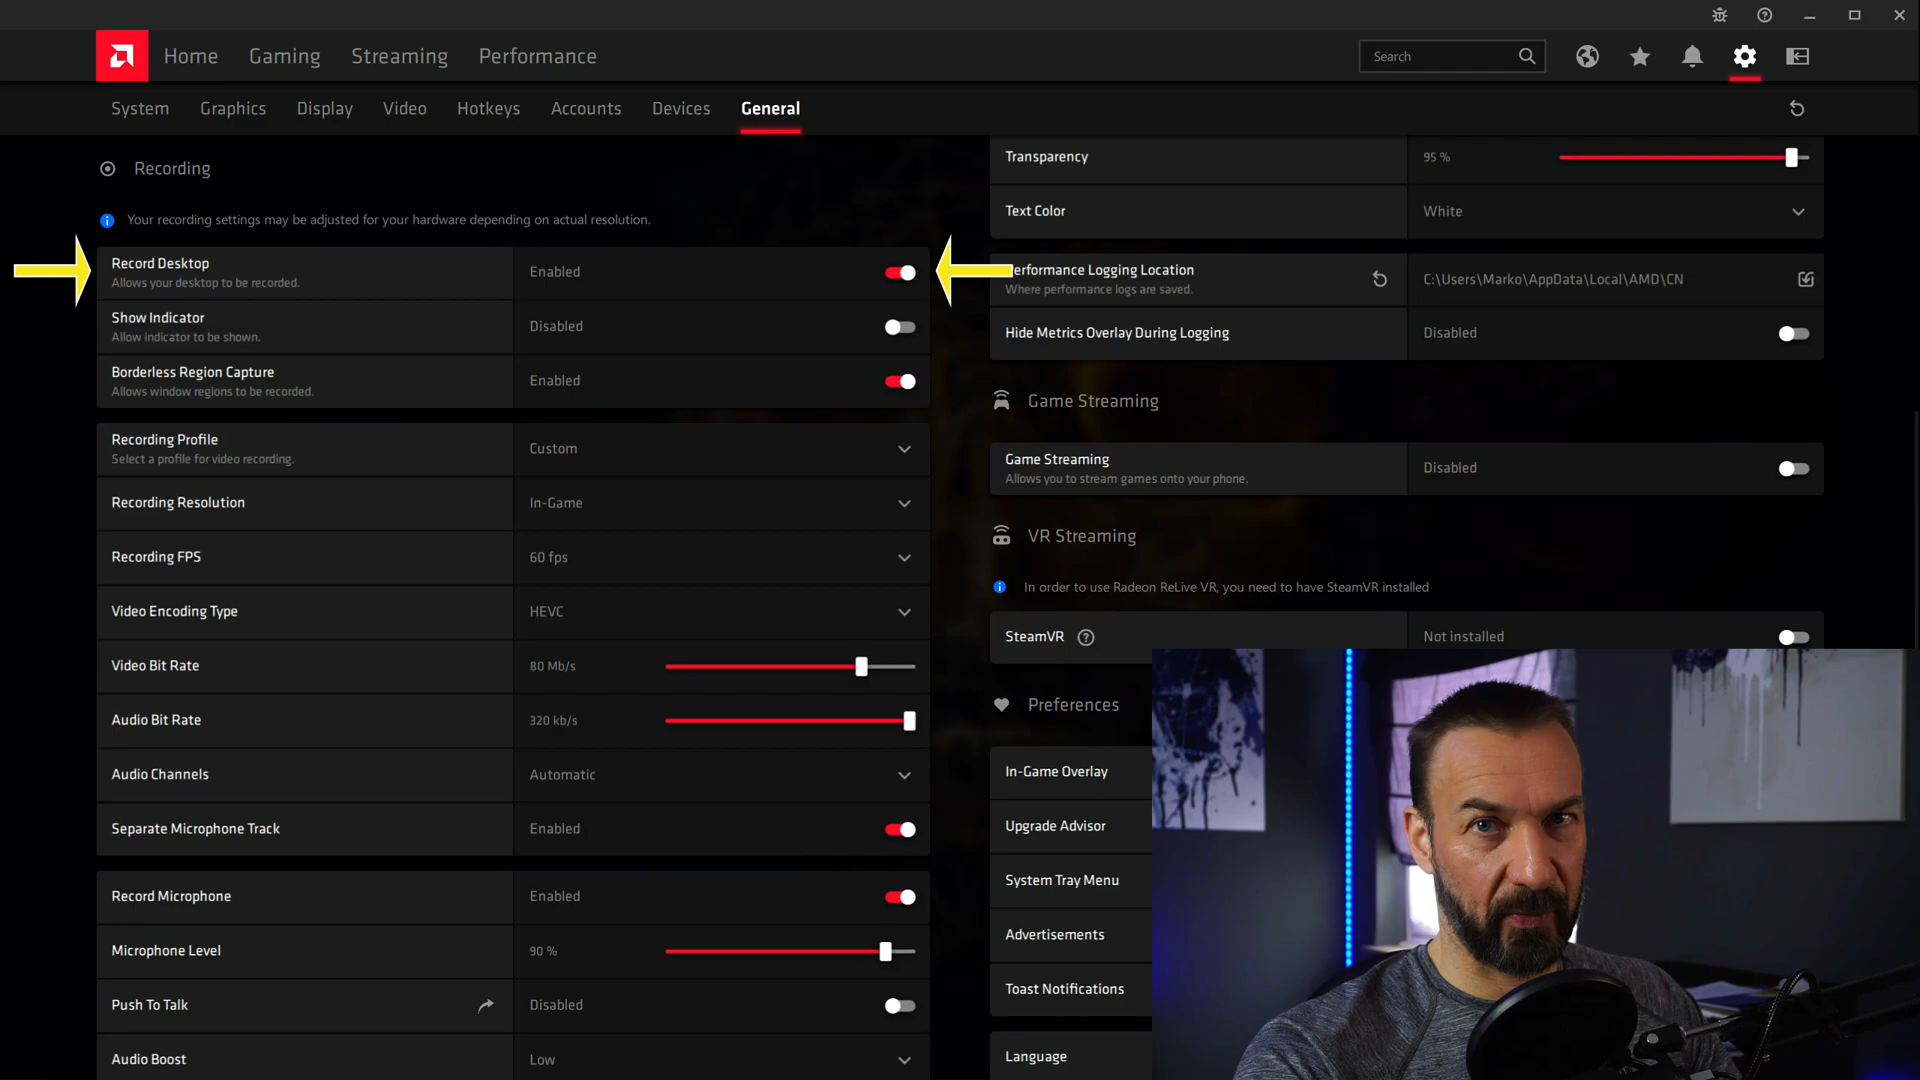 Home Gaming Streaming Performance
Search
System Graphics Display Video Hotkeys Accounts Devices General
Recording
Your recording settings may be adjusted for your hardware depending on actual resolution.
Record Desktop
Allows your desktop to be recorded.
Enabled
Show Indicator
Allow indicator to be shown.
Disabled
Borderless Region Capture
Allows window regions to be recorded.
Enabled
Recording Profile
Select a profile for video recording.
Custom
Recording Resolution
In-Game
Recording FPS
60 fps
Video Encoding Type
HEVC
Video Bit Rate
80 Mb/s
Audio Bit Rate
320 kb/s
Audio Channels
Automatic
Separate Microphone Track
Enabled
Record Microphone
Enabled
Microphone Level
90 %
Push To Talk
Disabled
Audio Boost
Low
Transparency
95 %
Text Color
White
erformance Logging Location
Where performance logs are saved.
C:\Users\Marko\AppData\Local\AMD\CN
Hide Metrics Overlay During Logging
Disabled
Game Streaming
Game Streaming
Allows you to stream games onto your phone.
Disabled
VR Streaming
In order to use Radeon ReLive VR, you need to have SteamVR installed
SteamVR
Not installed
Preferences
In-Game Overlay
Upgrade Advisor
System Tray Menu
Advertisements
Toast Notifications
Language